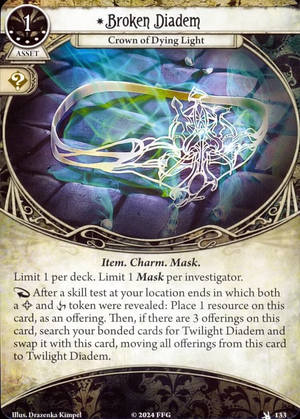 1
Broken Diadem
Crown of Dying Light
ASSET
?
Item. Charm. Mask.
Limit 1 per deck. Limit 1 Mask per investigator.
After a skill test at your location ends in which both
a and token were revealed: Place 1 resource on this
card, as an offering. Then, if there are 3 offerings on this
card, search your bonded cards for Twilight Diadem and
swap it with this card, moving all offerings from this card
to Twilight Diadem.
Illus. Drazenka Kimpel
© 2024 FFG
133